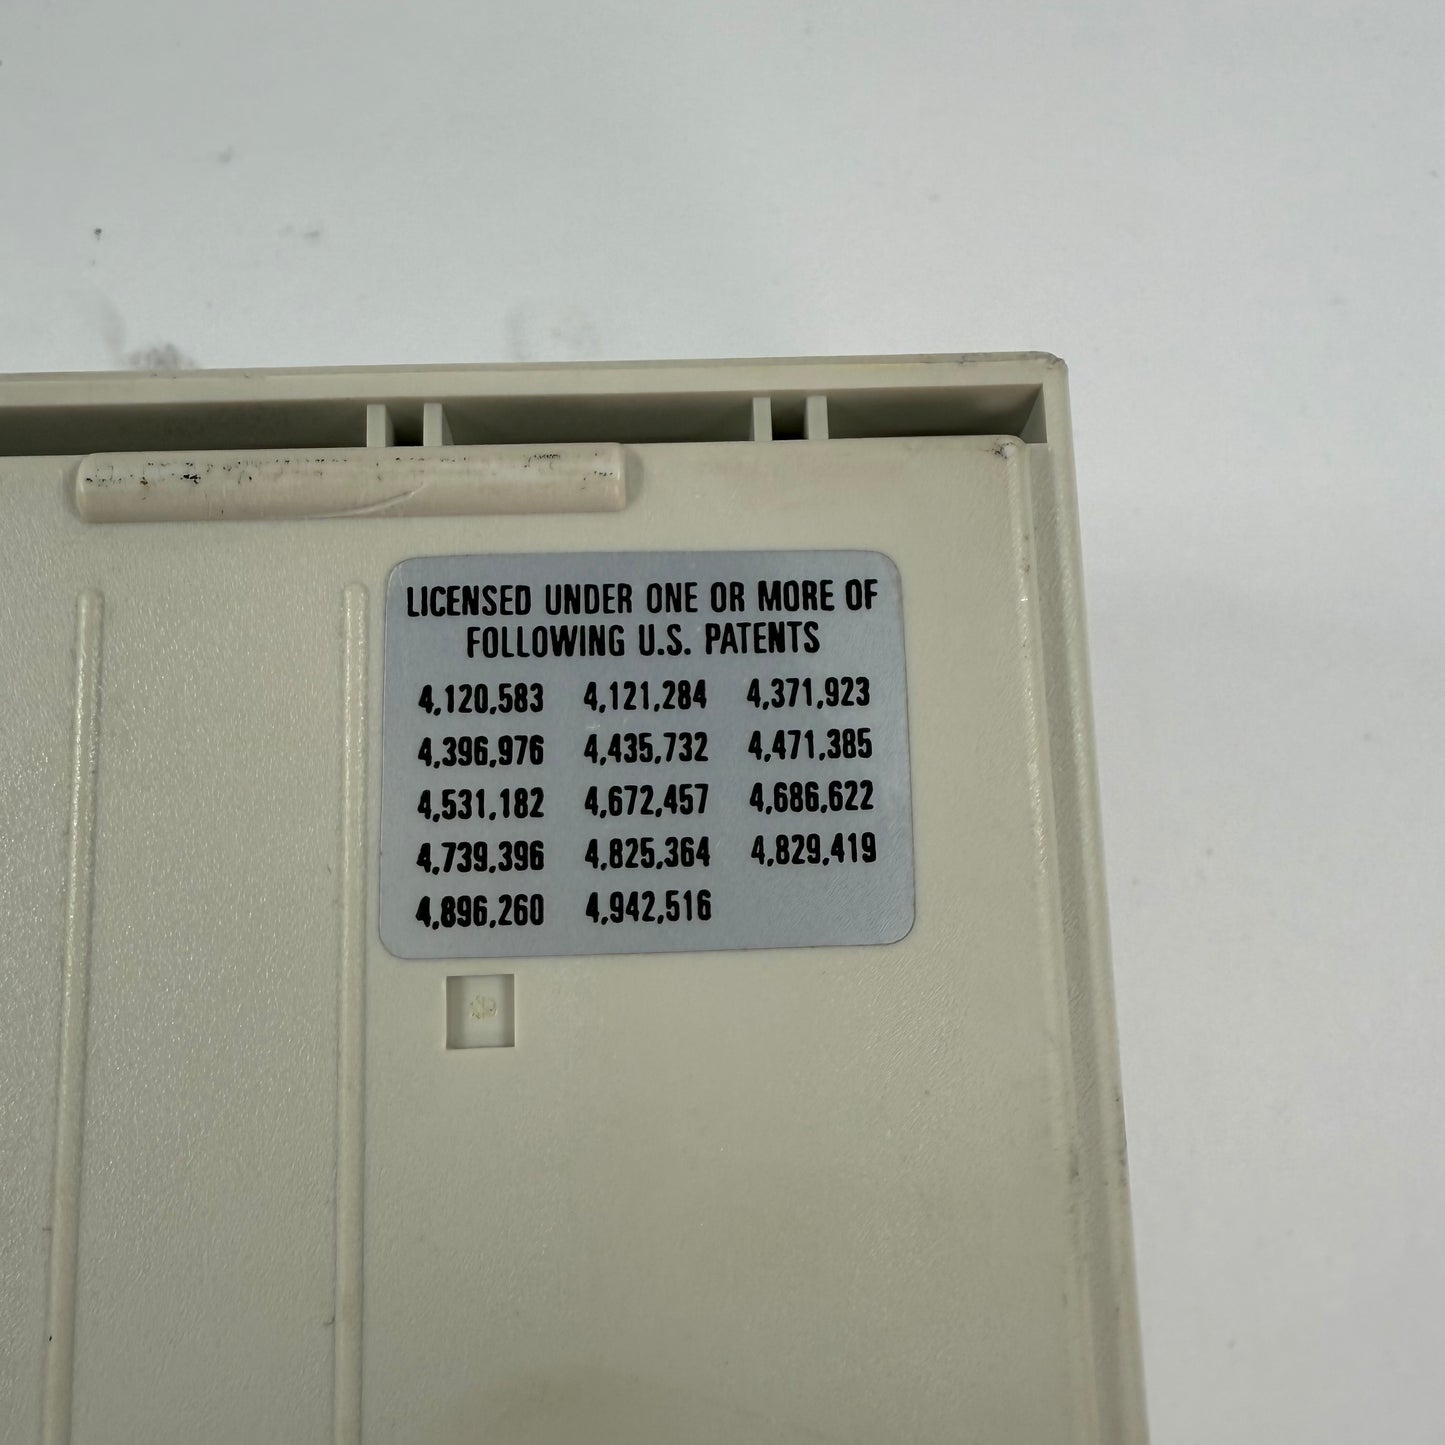 LICENSED UNDER ONE OR MORE OF
FOLLOWING U.S. PATENTS
4,120,583 4,121,284 4,371,923
4,396,976 4,435,732 4,471,385
4,531,182 4,672,457 4,686,622
4,739,396 4,825,364 4,829,419
4,896,260 4,942,516